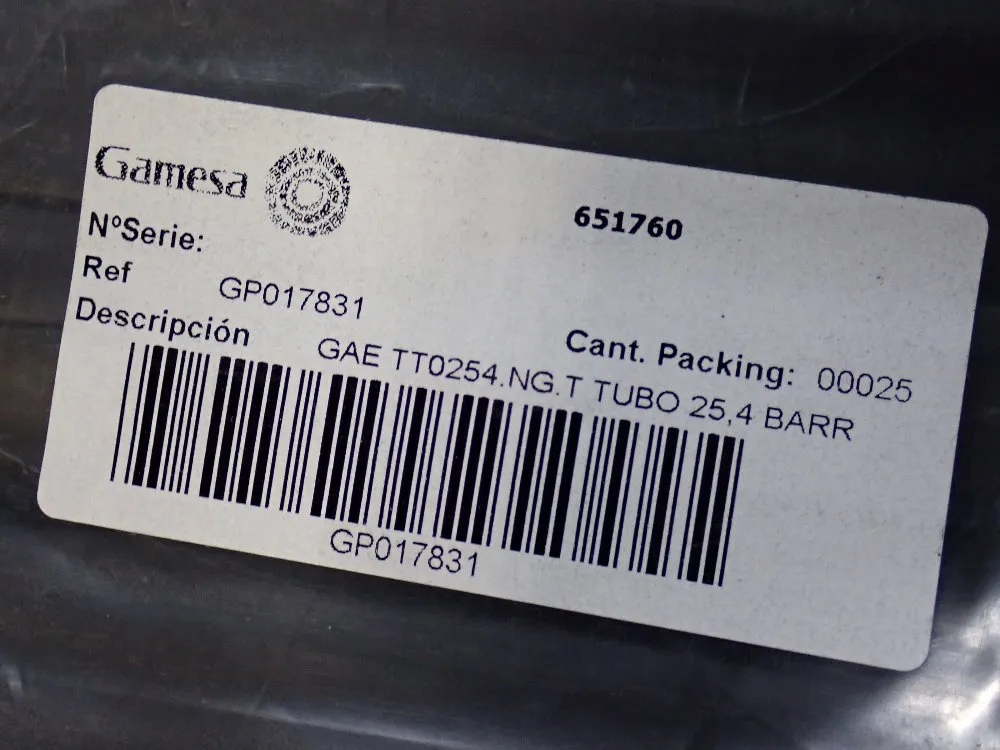 Gamesa
651760
NºSerie:
Ref GP017831
Cant. Packing: 00025
Descripción GAE TT0254.NG.T TUBO 25,4 BARR
GP017831